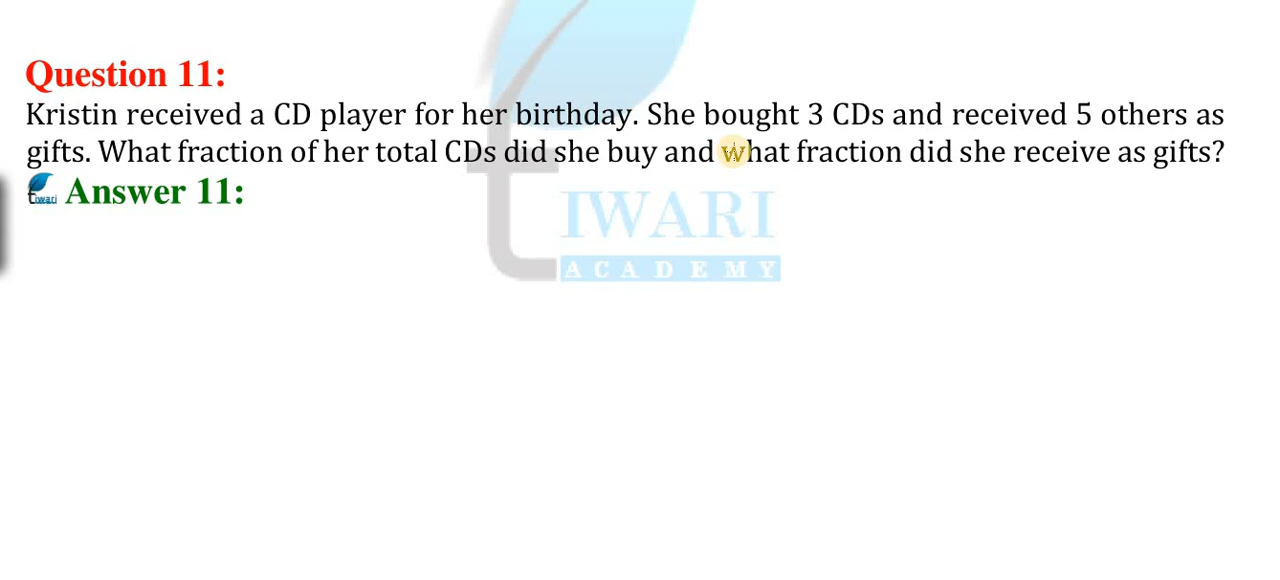 Question 11:
Kristin received a CD player for her birthday. She bought 3 CDs and received 5 others as
gifts. What fraction of her total CDs did she buy and what fraction did she receive as gifts?
tiwari Answer 11:
TIWARI
ACADEMY